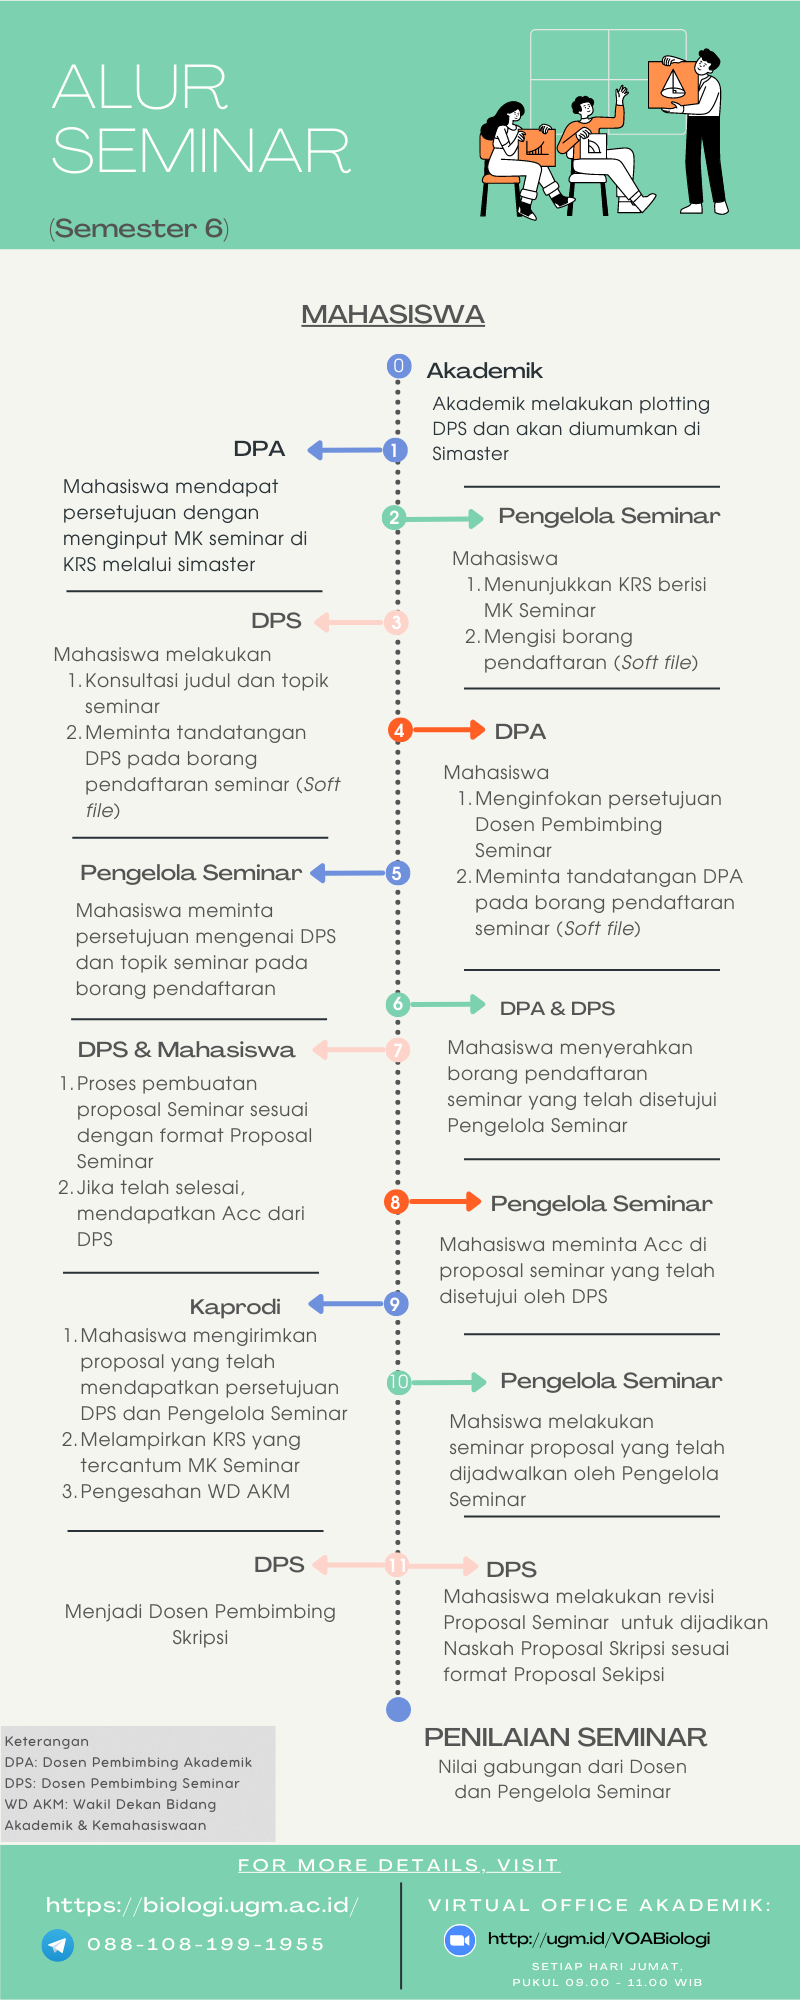 ALUR
SEMINAR
(Semester 6)
MAHASISWA
0
Akademik
Akademik melakukan plotting
DPS dan akan diumumkan di
Simaster
DPA
1
Mahasiswa mendapat
persetujuan dengan
menginput MK seminar di
KRS melalui simaster
2
Pengelola Seminar
Mahasiswa
1. Menunjukkan KRS berisi
MK Seminar
2. Mengisi borang
pendaftaran (Soft file)
DPS
3
Mahasiswa melakukan
1. Konsultasi judul dan topik
seminar
2. Meminta tandatangan
DPS pada borang
pendaftaran seminar (Soft
file)
4
DPA
Mahasiswa
1. Menginfokan persetujuan
Dosen Pembimbing
Seminar
2. Meminta tandatangan DPA
pada borang pendaftaran
seminar (Soft file)
Pengelola Seminar
5
Mahasiswa meminta
persetujuan mengenai DPS
dan topik seminar pada
borang pendaftaran
6
DPA & DPS
Mahasiswa menyerahkan
borang pendaftaran
seminar yang telah disetujui
Pengelola Seminar
DPS & Mahasiswa
7
1. Proses pembuatan
proposal Seminar sesuai
dengan format Proposal
Seminar
2. Jika telah selesai,
mendapatkan Acc dari
DPS
8
Pengelola Seminar
Mahasiswa meminta Acc di
proposal seminar yang telah
disetujui oleh DPS
Kaprodi
9
1. Mahasiswa mengirimkan
proposal yang telah
mendapatkan persetujuan
DPS dan Pengelola Seminar
2. Melampirkan KRS yang
tercantum MK Seminar
3. Pengesahan WD AKM
10
Pengelola Seminar
Mahsiswa melakukan
seminar proposal yang telah
dijadwalkan oleh Pengelola
Seminar
DPS
11
DPS
Menjadi Dosen Pembimbing
Skripsi
Mahasiswa melakukan revisi
Proposal Seminar untuk dijadikan
Naskah Proposal Skripsi sesuai
format Proposal Sekipsi
PENILAIAN SEMINAR
Nilai gabungan dari Dosen
dan Pengelola Seminar
Keterangan
DPA: Dosen Pembimbing Akademik
DPS: Dosen Pembimbing Seminar
WD AKM: Wakil Dekan Bidang
Akademik & Kemahasiswaan
FOR MORE DETAILS, VISIT
https://biologi.ugm.ac.id/
088-108-199-1955
VIRTUAL OFFICE AKADEMIK:
http://ugm.id/VOABiologi
SETIAP HARI JUMAT,
PUKUL 09.00 - 11.00 WIB